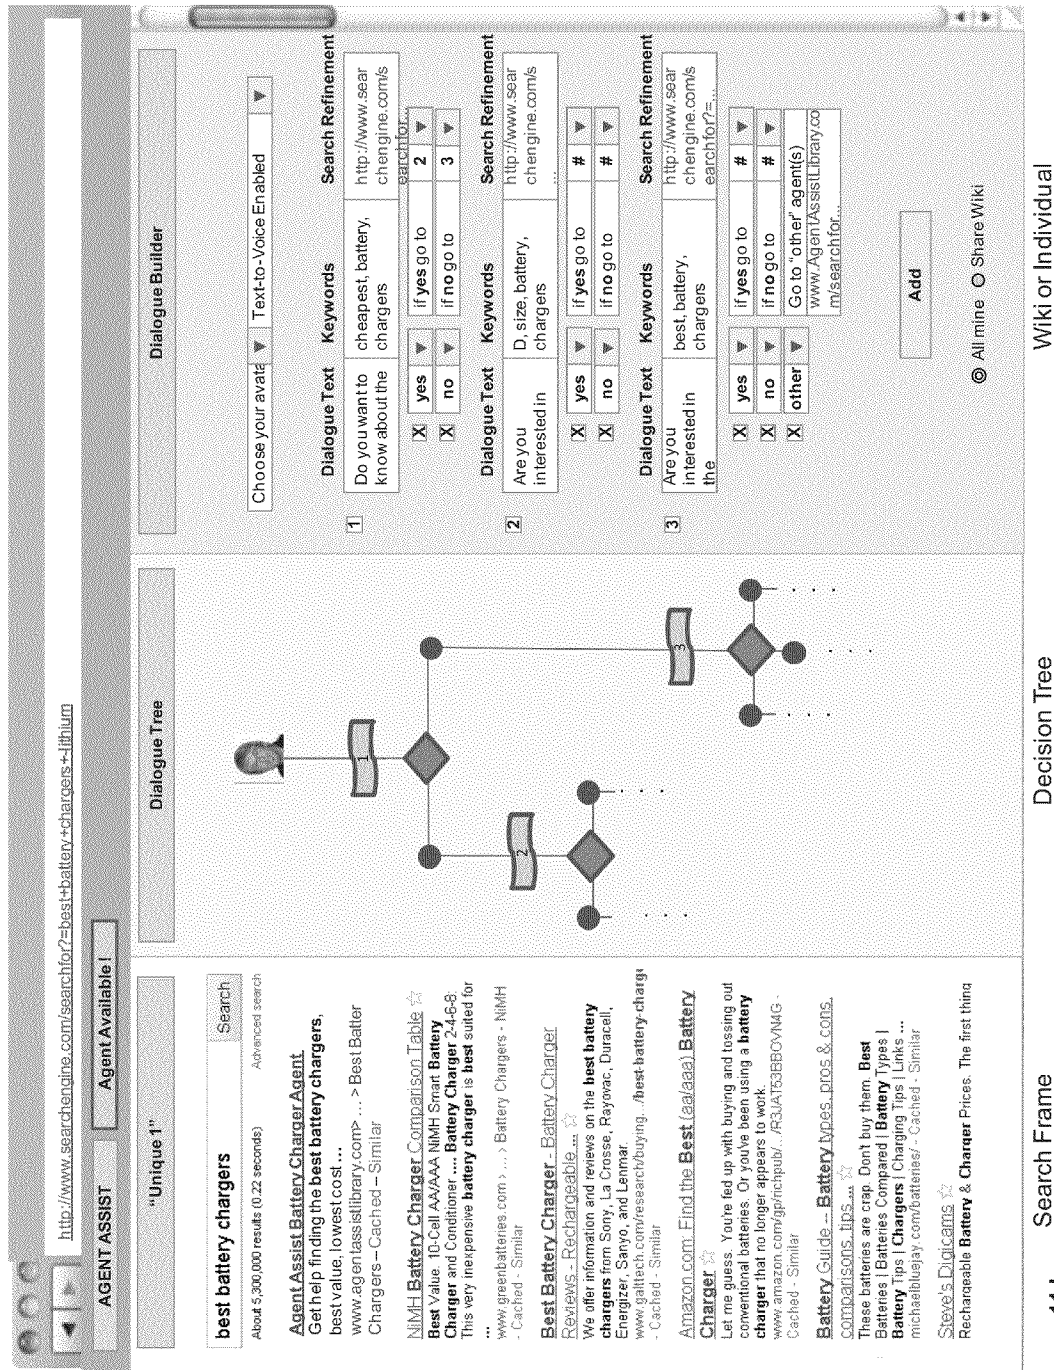 http://www.searchengine.com/searchfor?=best+battery+chargers+-lithium
AGENT ASSIST
Agent Available!
"Unique 1"
best battery chargers
Search
About 5,300,000 results (0.22 seconds)
Advanced search
Agent Assist Battery Charger Agent
Get help finding the best battery chargers,
best value, lowest cost ...
www.agentassistlibrary.com> ... > Best Batter
Chargers – Cached – Similar
NiMH Battery Charger Comparison Table ☆
Best Value. 10-Cell AA/AAA NiMH Smart Battery
Charger and Conditioner .... Battery Charger 2-4-6-8:
This very inexpensive battery charger is best suited for
...
www.greenbatteries.com › ... › Battery Chargers - NiMH
- Cached - Similar
Best Battery Charger - Battery Charger
Reviews - Rechargeable ... ☆
We offer information and reviews on the best battery
chargers from Sony, La Crosse, Rayovac, Duracell,
Energizer, Sanyo, and Lenmar.
www.galttech.com/research/buying.../best-battery-charge
- Cached - Similar
Amazon.com: Find the Best (aa/aaa) Battery
Charger ☆
Let me guess. You're fed up with buying and tossing out
conventional batteries. Or you've been using a battery
charger that no longer appears to work.
www.amazon.com/gp/richpub/.../R3JAT53BBOVN4G -
Cached - Similar
Battery Guide -- Battery types, pros & cons,
comparisons, tips ... ☆
These batteries are crap. Don't buy them. Best
Batteries | Batteries Compared | Battery Types |
Battery Tips | Chargers | Charging Tips | Links ...
michaelbluejay.com/batteries/ - Cached - Similar
Steve's Digicams ☆
Rechargeable Battery & Charger Prices. The first thing
Search Frame
Dialogue Tree
1
2
3
Decision Tree
Dialogue Builder
Choose your avata
Text-to-Voice Enabled
Dialogue Text Keywords Search Refinement
1
Do you want to
know about the
cheapest, battery,
chargers
http://www.sear
chengine.com/s
earchfor...
X yes if yes go to 2
X no if no go to 3
Dialogue Text Keywords Search Refinement
2
Are you
interested in
D, size, battery,
chargers
http://www.sear
chengine.com/s
...
X yes if yes go to #
X no if no go to #
Dialogue Text Keywords Search Refinement
3
Are you
interested in
the
best, battery,
chargers
http://www.sear
chengine.com/s
earchfor?=...
X yes if yes go to #
X no if no go to #
X other Go to "other" agent(s)
www.AgentAssistLibrary.co
m/searchfor...
Add
All mine Share Wiki
Wiki or Individual